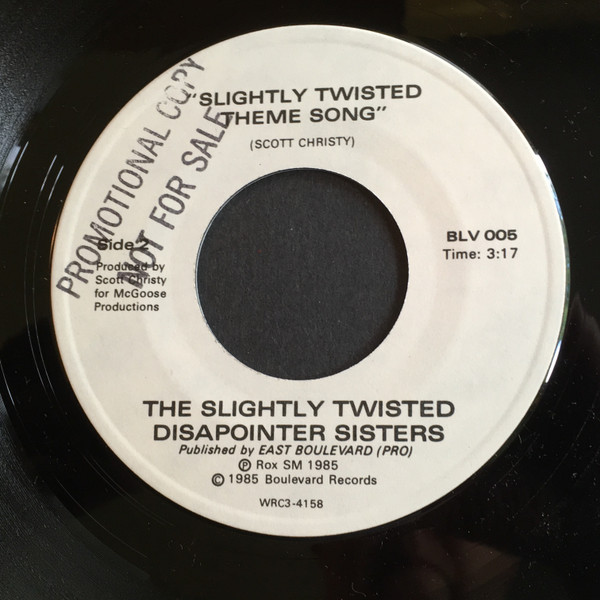 PROMOTIONAL COPY
NOT FOR SALE
"SLIGHTLY TWISTED
THEME SONG"
(SCOTT CHRISTY)
Side 2
Produced by
Scott Christy
for McGoose
Productions
BLV 005
Time: 3:17
THE SLIGHTLY TWISTED
DISAPOINTER SISTERS
Published by EAST BOULEVARD (PRO)
Ⓟ Rox SM 1985
© 1985 Boulevard Records
WRC3-4158